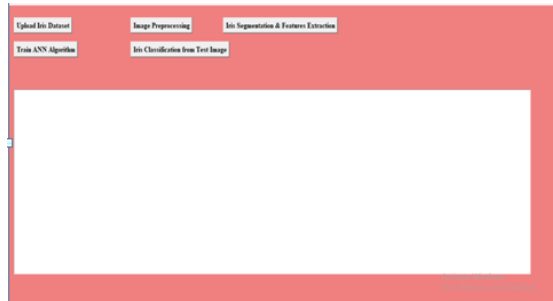 Upload Iris Dataset Image Preprocessing Iris Segmentation & Features Extraction
Train ANN Algorithm Iris Classification from Test Image